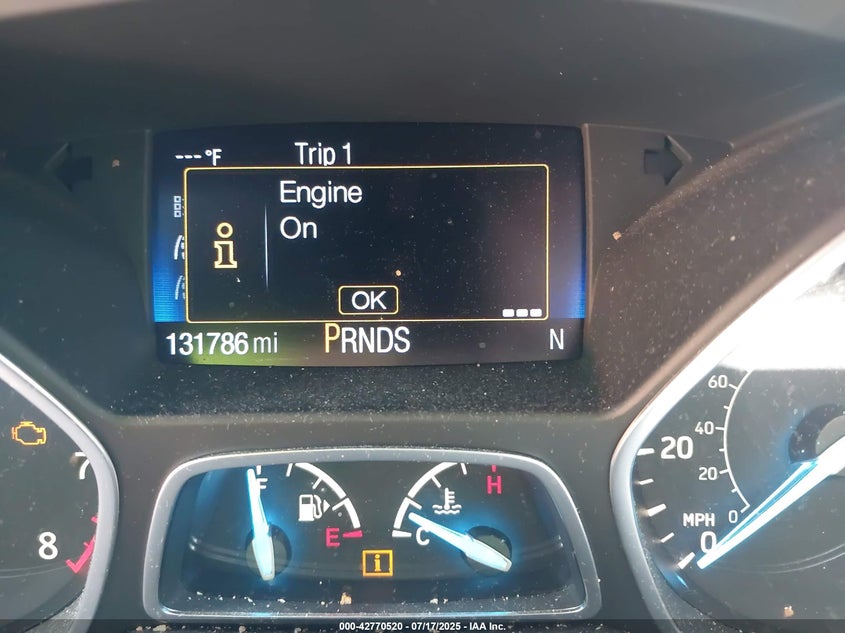 ---°F Trip 1
Engine
On
OK
131786 mi PRNDS N
7
8
F
E
C
H
60
40
20
0
20
MPH
0
000-42770520 - 07/17/2025 - IAA Inc.